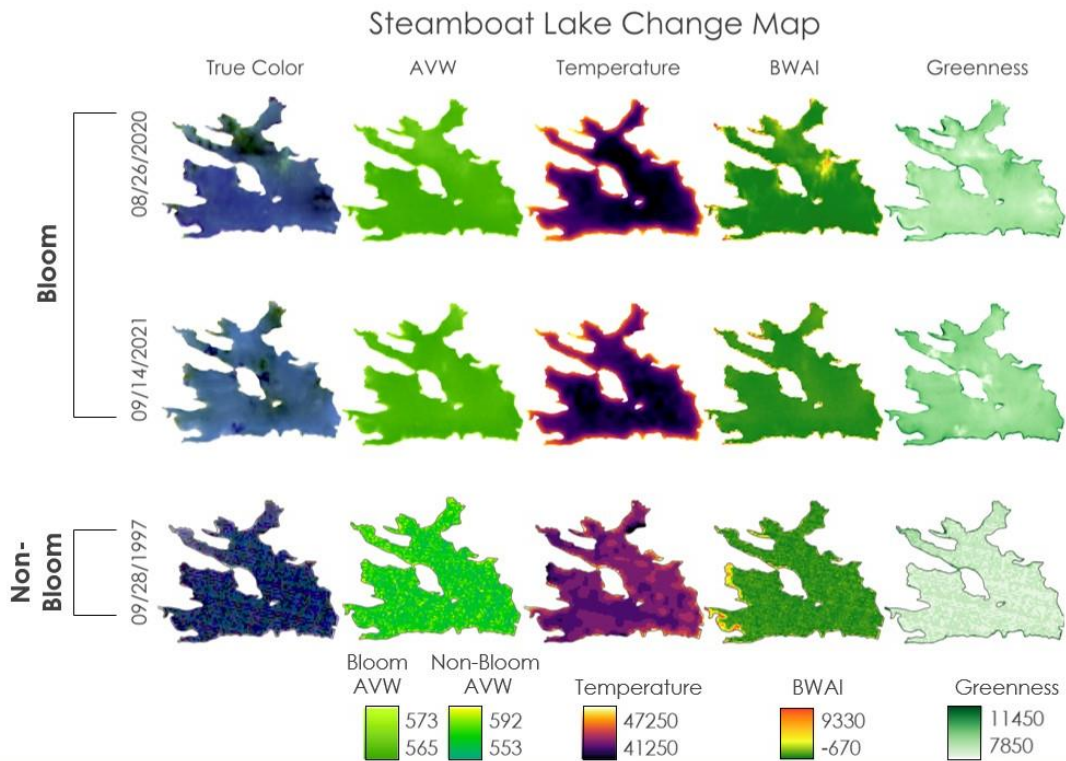 Steamboat Lake Change Map
True Color
AVW
Temperature
BWAI
Greenness
Bloom
08/26/2020
09/14/2021
Non-
Bloom
09/28/1997
Bloom
AVW
573
565
Non-Bloom
AVW
592
553
Temperature
47250
41250
BWAI
9330
-670
Greenness
11450
7850